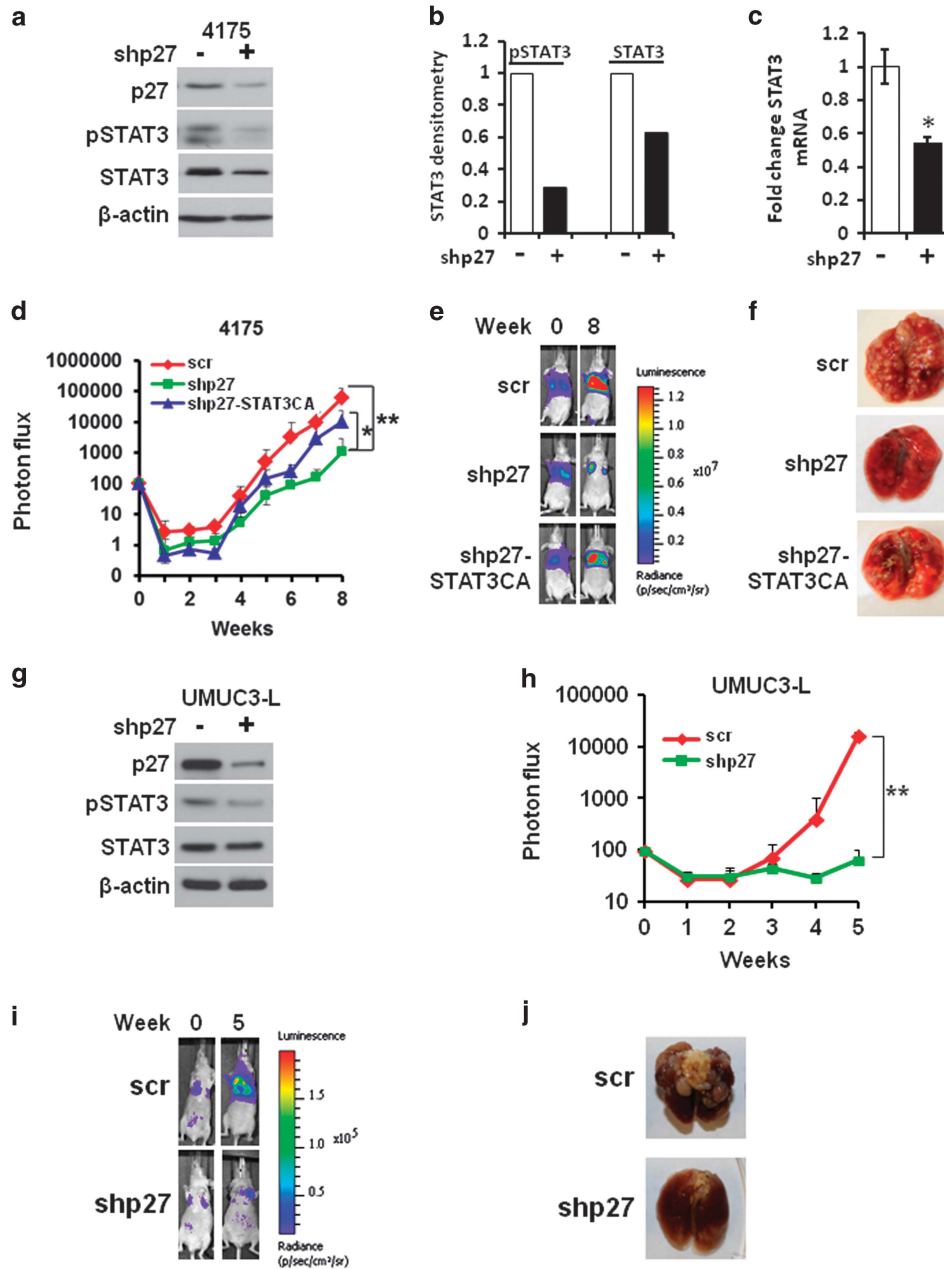 a
4175
shp27 - +
p27
pSTAT3
STAT3
β-actin
b
STAT3 densitometry
1.2
1
0.8
0.6
0.4
0.2
0
pSTAT3 STAT3
shp27 - + - +
c
Fold change STAT3
mRNA
1.2
1
0.8
0.6
0.4
0.2
0
*
shp27 - +
d
4175
Photon flux
1000000
100000
10000
1000
100
10
1
0
scr
shp27
shp27-STAT3CA
* **
0 1 2 3 4 5 6 7 8
Weeks
e
Week 0 8
scr
shp27
shp27-
STAT3CA
Luminescence
1.2
1.0
0.8
0.6
0.4
0.2
x10⁷
Radiance
(p/sec/cm²/sr)
f
scr
shp27
shp27-
STAT3CA
g
UMUC3-L
shp27 - +
p27
pSTAT3
STAT3
β-actin
h
UMUC3-L
Photon flux
100000
10000
1000
100
10
scr
shp27
**
0 1 2 3 4 5
Weeks
i
Week 0 5
scr
shp27
Luminescence
1.5
1.0
0.5
x10⁵
Radiance
(p/sec/cm²/sr)
j
scr
shp27